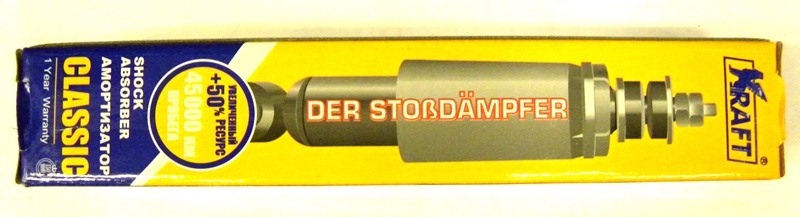 SHOCK
ABSORBER
АМОРТИЗАТОР
CLASSIC
1 Year Warranty
УВЕЛИЧЕННЫЙ
+50% РЕСУРС
45000 КМ
ПРОБЕГА
DER STOßDÄMPFER
KRAFT®